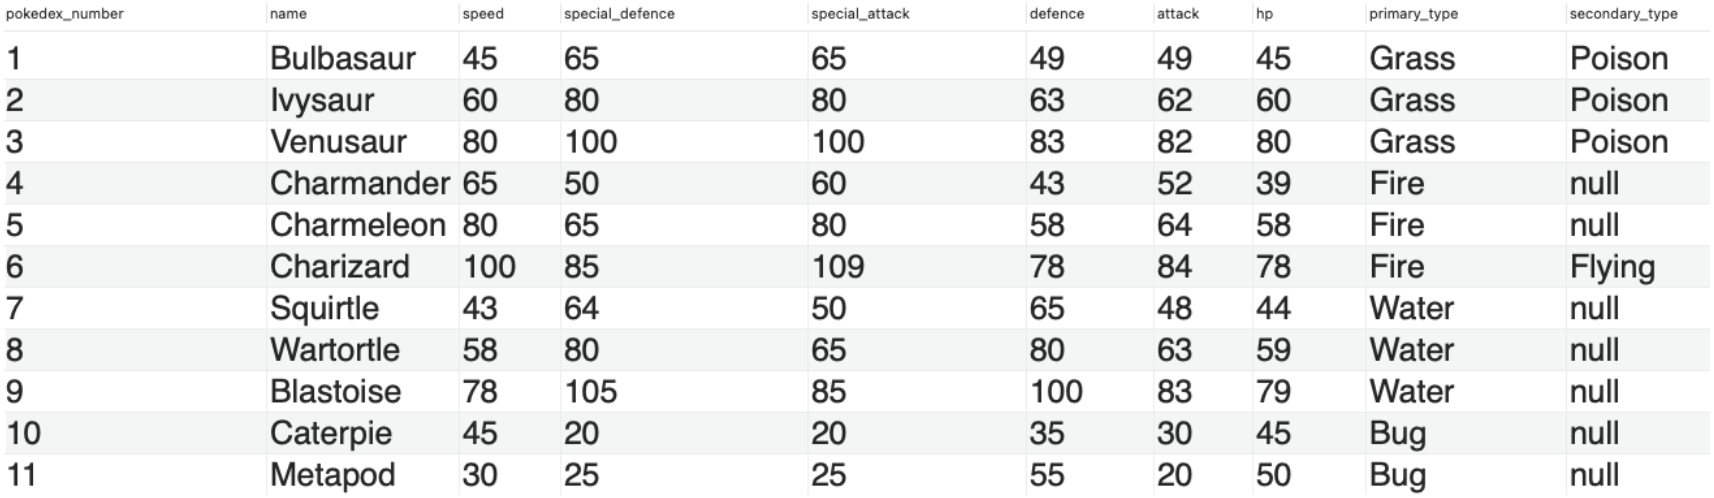 pokedex_number name speed special_defence special_attack defence attack hp primary_type secondary_type
1 Bulbasaur 45 65 65 49 49 45 Grass Poison
2 Ivysaur 60 80 80 63 62 60 Grass Poison
3 Venusaur 80 100 100 83 82 80 Grass Poison
4 Charmander 65 50 60 43 52 39 Fire null
5 Charmeleon 80 65 80 58 64 58 Fire null
6 Charizard 100 85 109 78 84 78 Fire Flying
7 Squirtle 43 64 50 65 48 44 Water null
8 Wartortle 58 80 65 80 63 59 Water null
9 Blastoise 78 105 85 100 83 79 Water null
10 Caterpie 45 20 20 35 30 45 Bug null
11 Metapod 30 25 25 55 20 50 Bug null